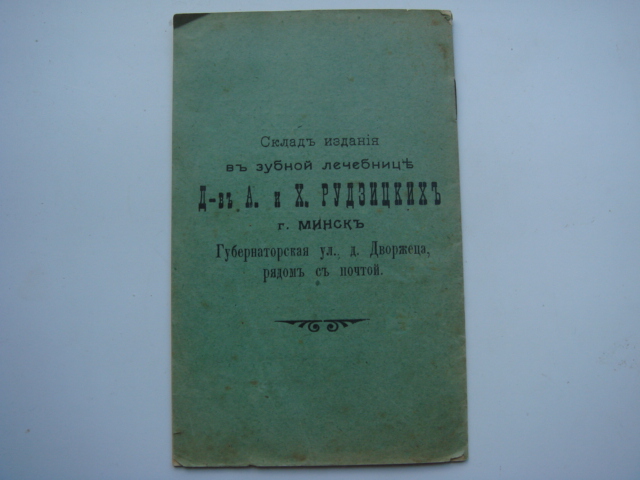 Складъ изданія
въ зубной лечебницѣ
Д-въ А. и Х. РУДЗИЦКИХЪ
г. МИНСКЪ
Губернаторская ул., д. Дворжеца,
рядомъ съ почтой.